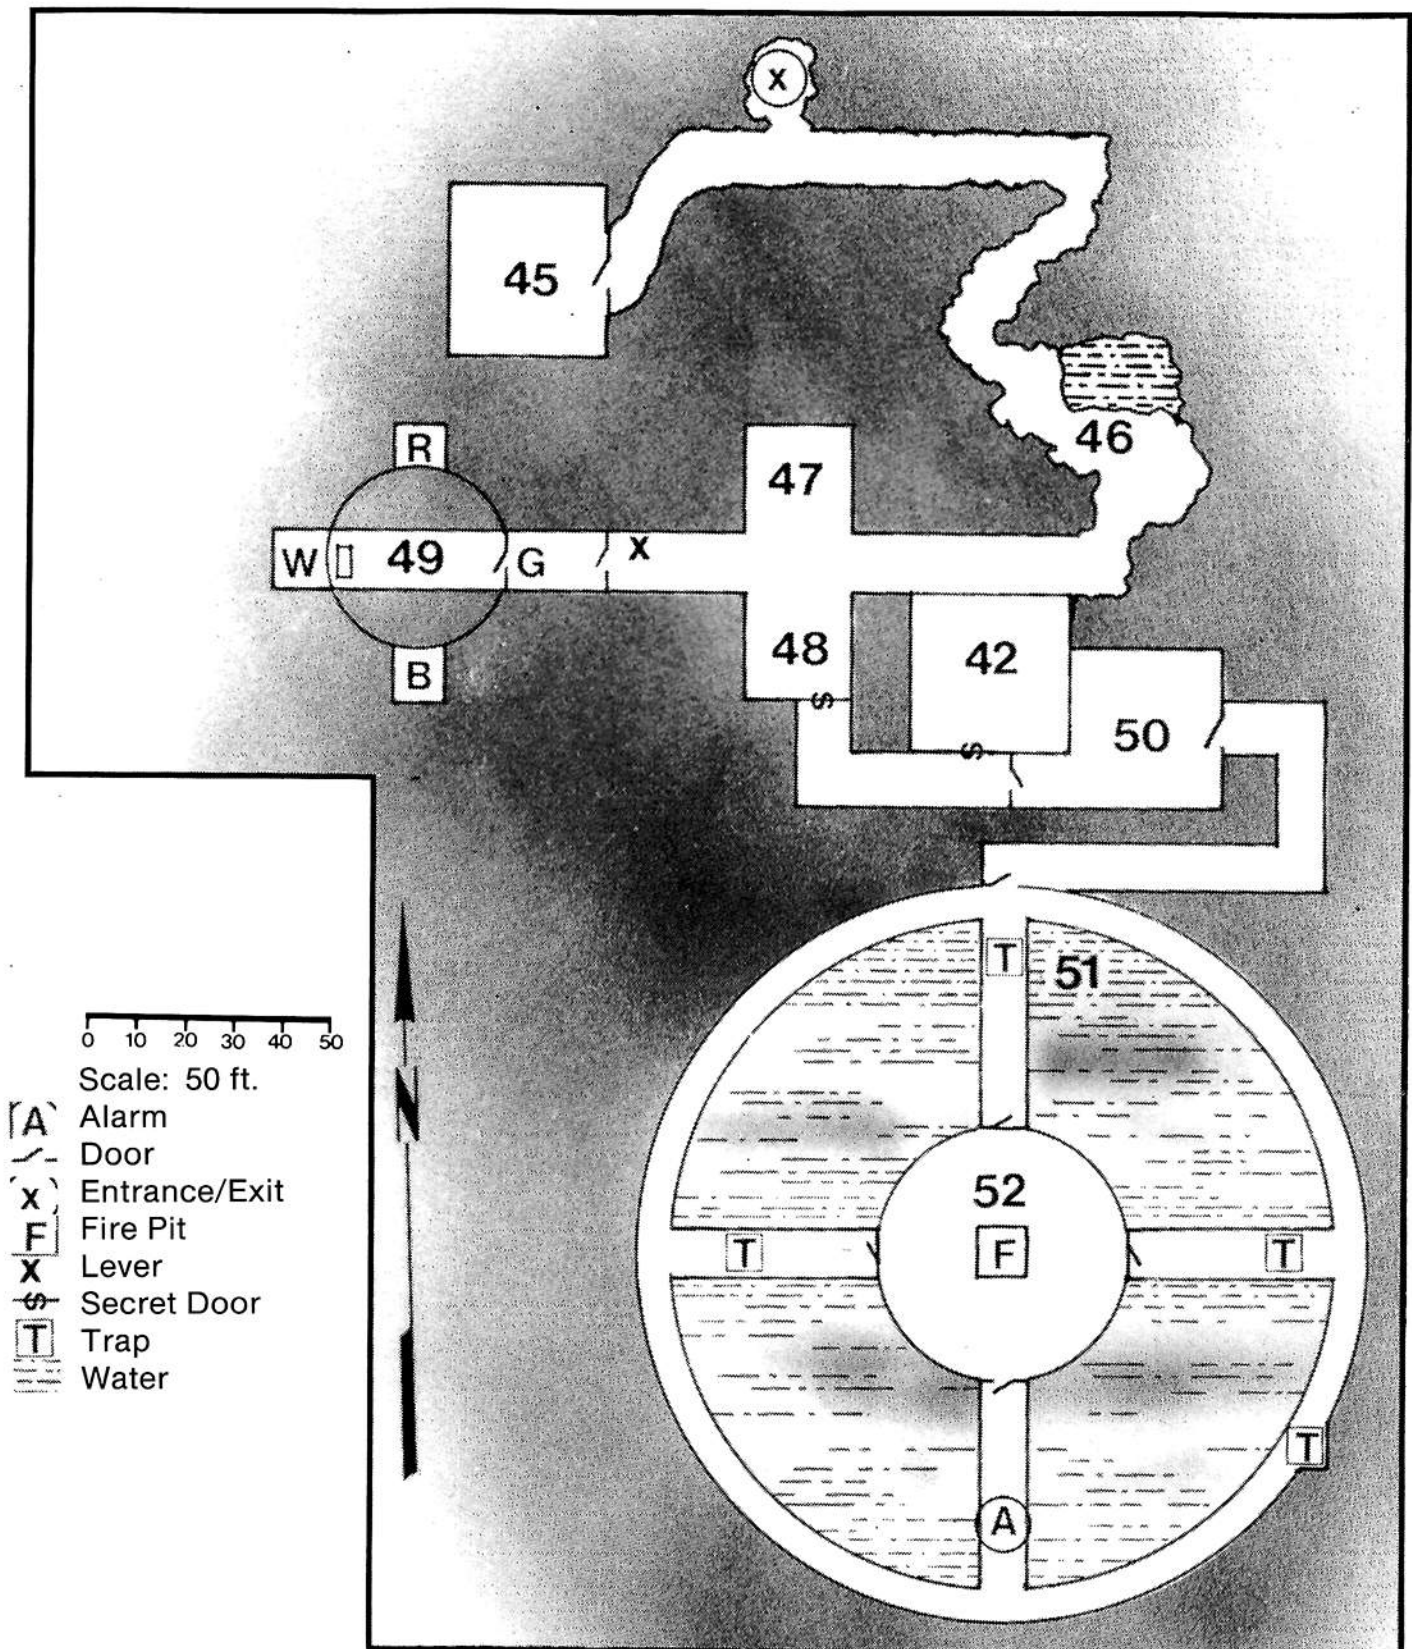 X
45
46
R
47
W 49 G X
48 42
B
S
50
S
T
51
N
0 10 20 30 40 50
Scale: 50 ft.
A Alarm
Door
X Entrance/Exit
F Fire Pit
X Lever
S Secret Door
T Trap
Water
52
T F T
T
A